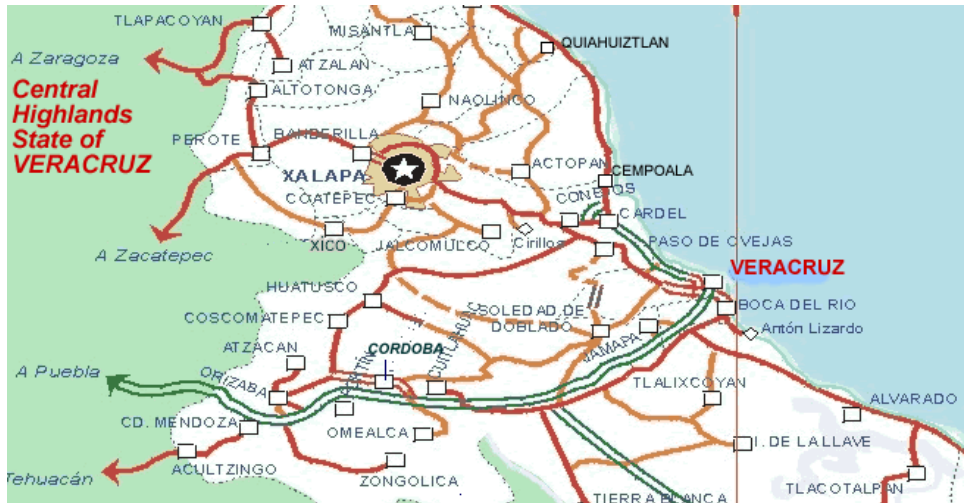 TLAPACOYAN
MISANTLA
QUIAHUIZTLAN
A Zaragoza
ATZALAN
Central
Highlands
State of
VERACRUZ
ALTOTONGA
NAOLINCO
PEROTE
BANDERILLA
ACTOPAN
XALAPA
CEMPOALA
COATEPEC
CONEJOS
CARDEL
XICO
JALCOMULCO
Cirillos
PASO DE OVEJAS
A Zacatepec
VERACRUZ
HUATUSCO
BOCA DEL RIO
COSCOMATEPEC
SOLEDAD DE
DOBLADO
Antón Lizardo
ATZACAN
CORDOBA
CUITLAHUAC
JAMAPA
A Puebla
ORIZABA
TLALIXCOYAN
ALVARADO
CD. MENDOZA
OMEALCA
I. DE LA LLAVE
Tehuacán
ACULTZINGO
ZONGOLICA
TLACOTALPAN
TIERRA BLANCA